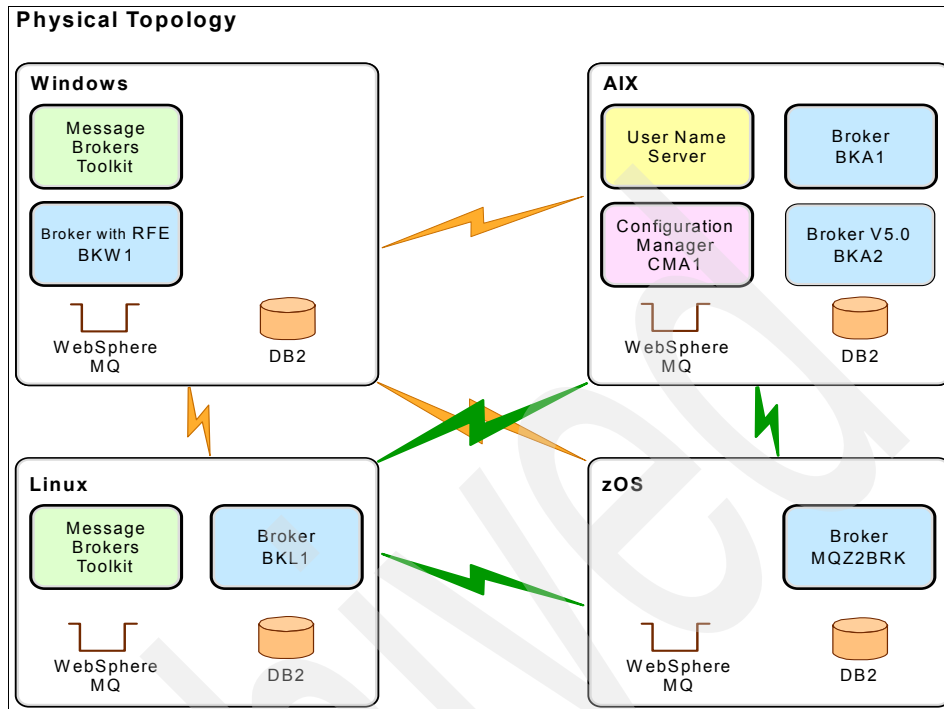 Physical Topology
Windows
Message
Brokers
Toolkit
Broker with RFE
BKW1
WebSphere
MQ
DB2
AIX
User Name
Server
Broker
BKA1
Configuration
Manager
CMA1
Broker V5.0
BKA2
WebSphere
MQ
DB2
Linux
Message
Brokers
Toolkit
Broker
BKL1
WebSphere
MQ
DB2
zOS
Broker
MQZ2BRK
WebSphere
MQ
DB2